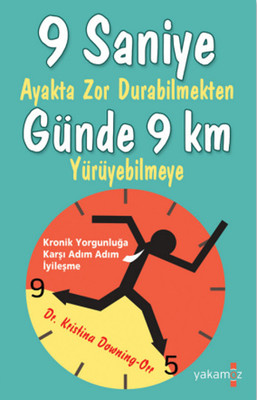 9 Saniye
Ayakta Zor Durabilmekten
Günde 9 km
Yürüyebilmeye
Kronik Yorgunluğa
Karşı Adım Adım
İyileşme
9
Dr. Kristina Downing-Orr
5
yakamoz